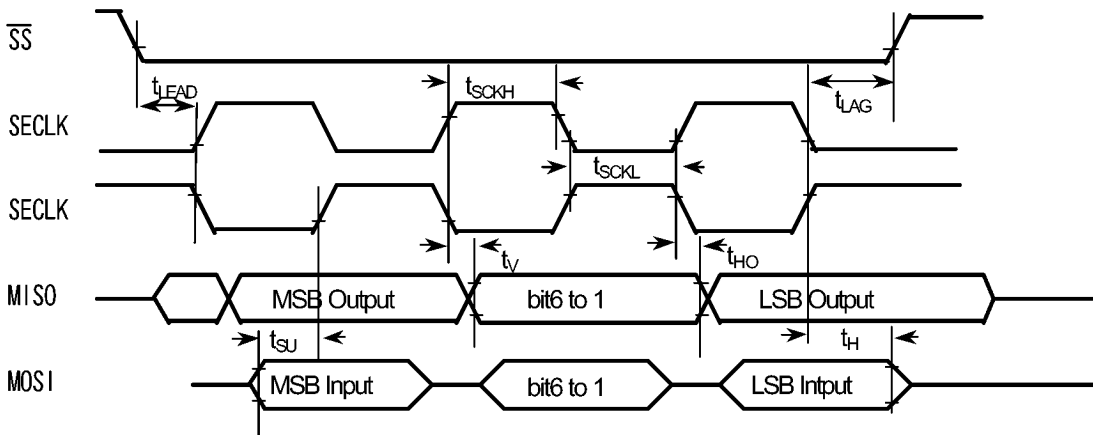 SS
tLEAD
tSCKH
tLAG
SECLK
tSCKL
SECLK
tV
tHO
MISO
MSB Output
bit6 to 1
LSB Output
tSU
tH
MOSI
MSB Input
bit6 to 1
LSB Intput